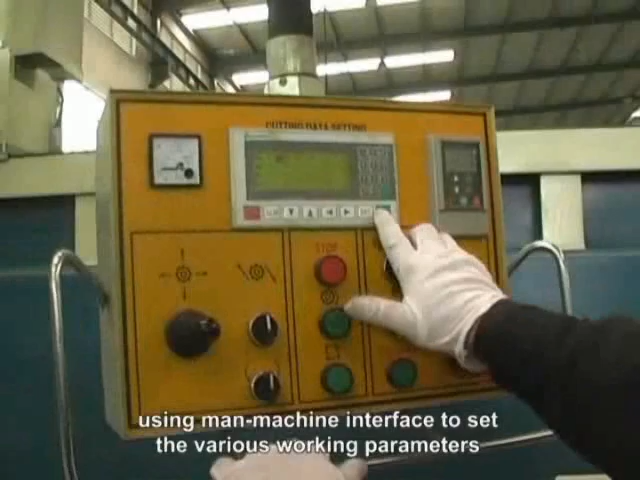 CUTTING DATA SETTING
STOP
using man-machine interface to set
the various working parameters